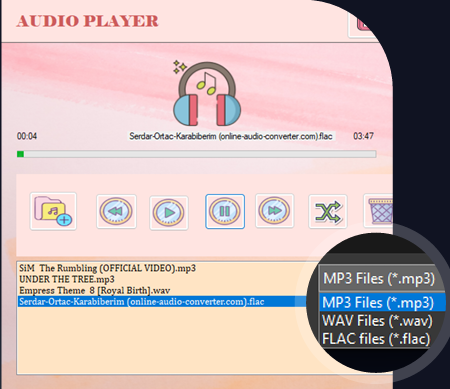 AUDIO PLAYER
00:04
Serdar-Ortac-Karabiberim (online-audio-converter.com).flac
03:47
SiM The Rumbling (OFFICIAL VIDEO).mp3
UNDER THE TREE.mp3
Empress Theme 8 [Royal Birth].wav
Serdar-Ortac-Karabiberim (online-audio-converter.com).flac
MP3 Files (*.mp3)
MP3 Files (*.mp3)
WAV Files (*.wav)
FLAC files (*.flac)